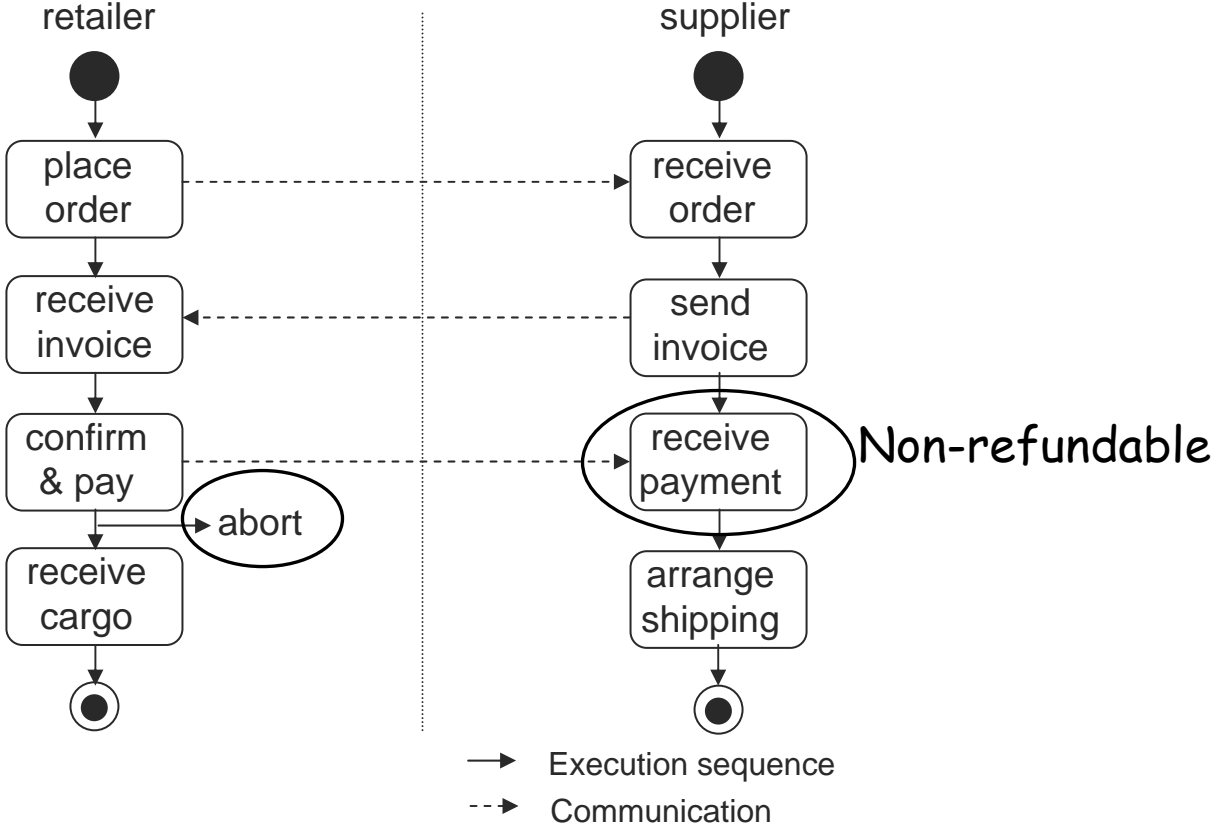 retailer
supplier
place
order
receive
order
receive
invoice
send
invoice
confirm
& pay
receive
payment
Non-refundable
abort
receive
cargo
arrange
shipping
Execution sequence
Communication